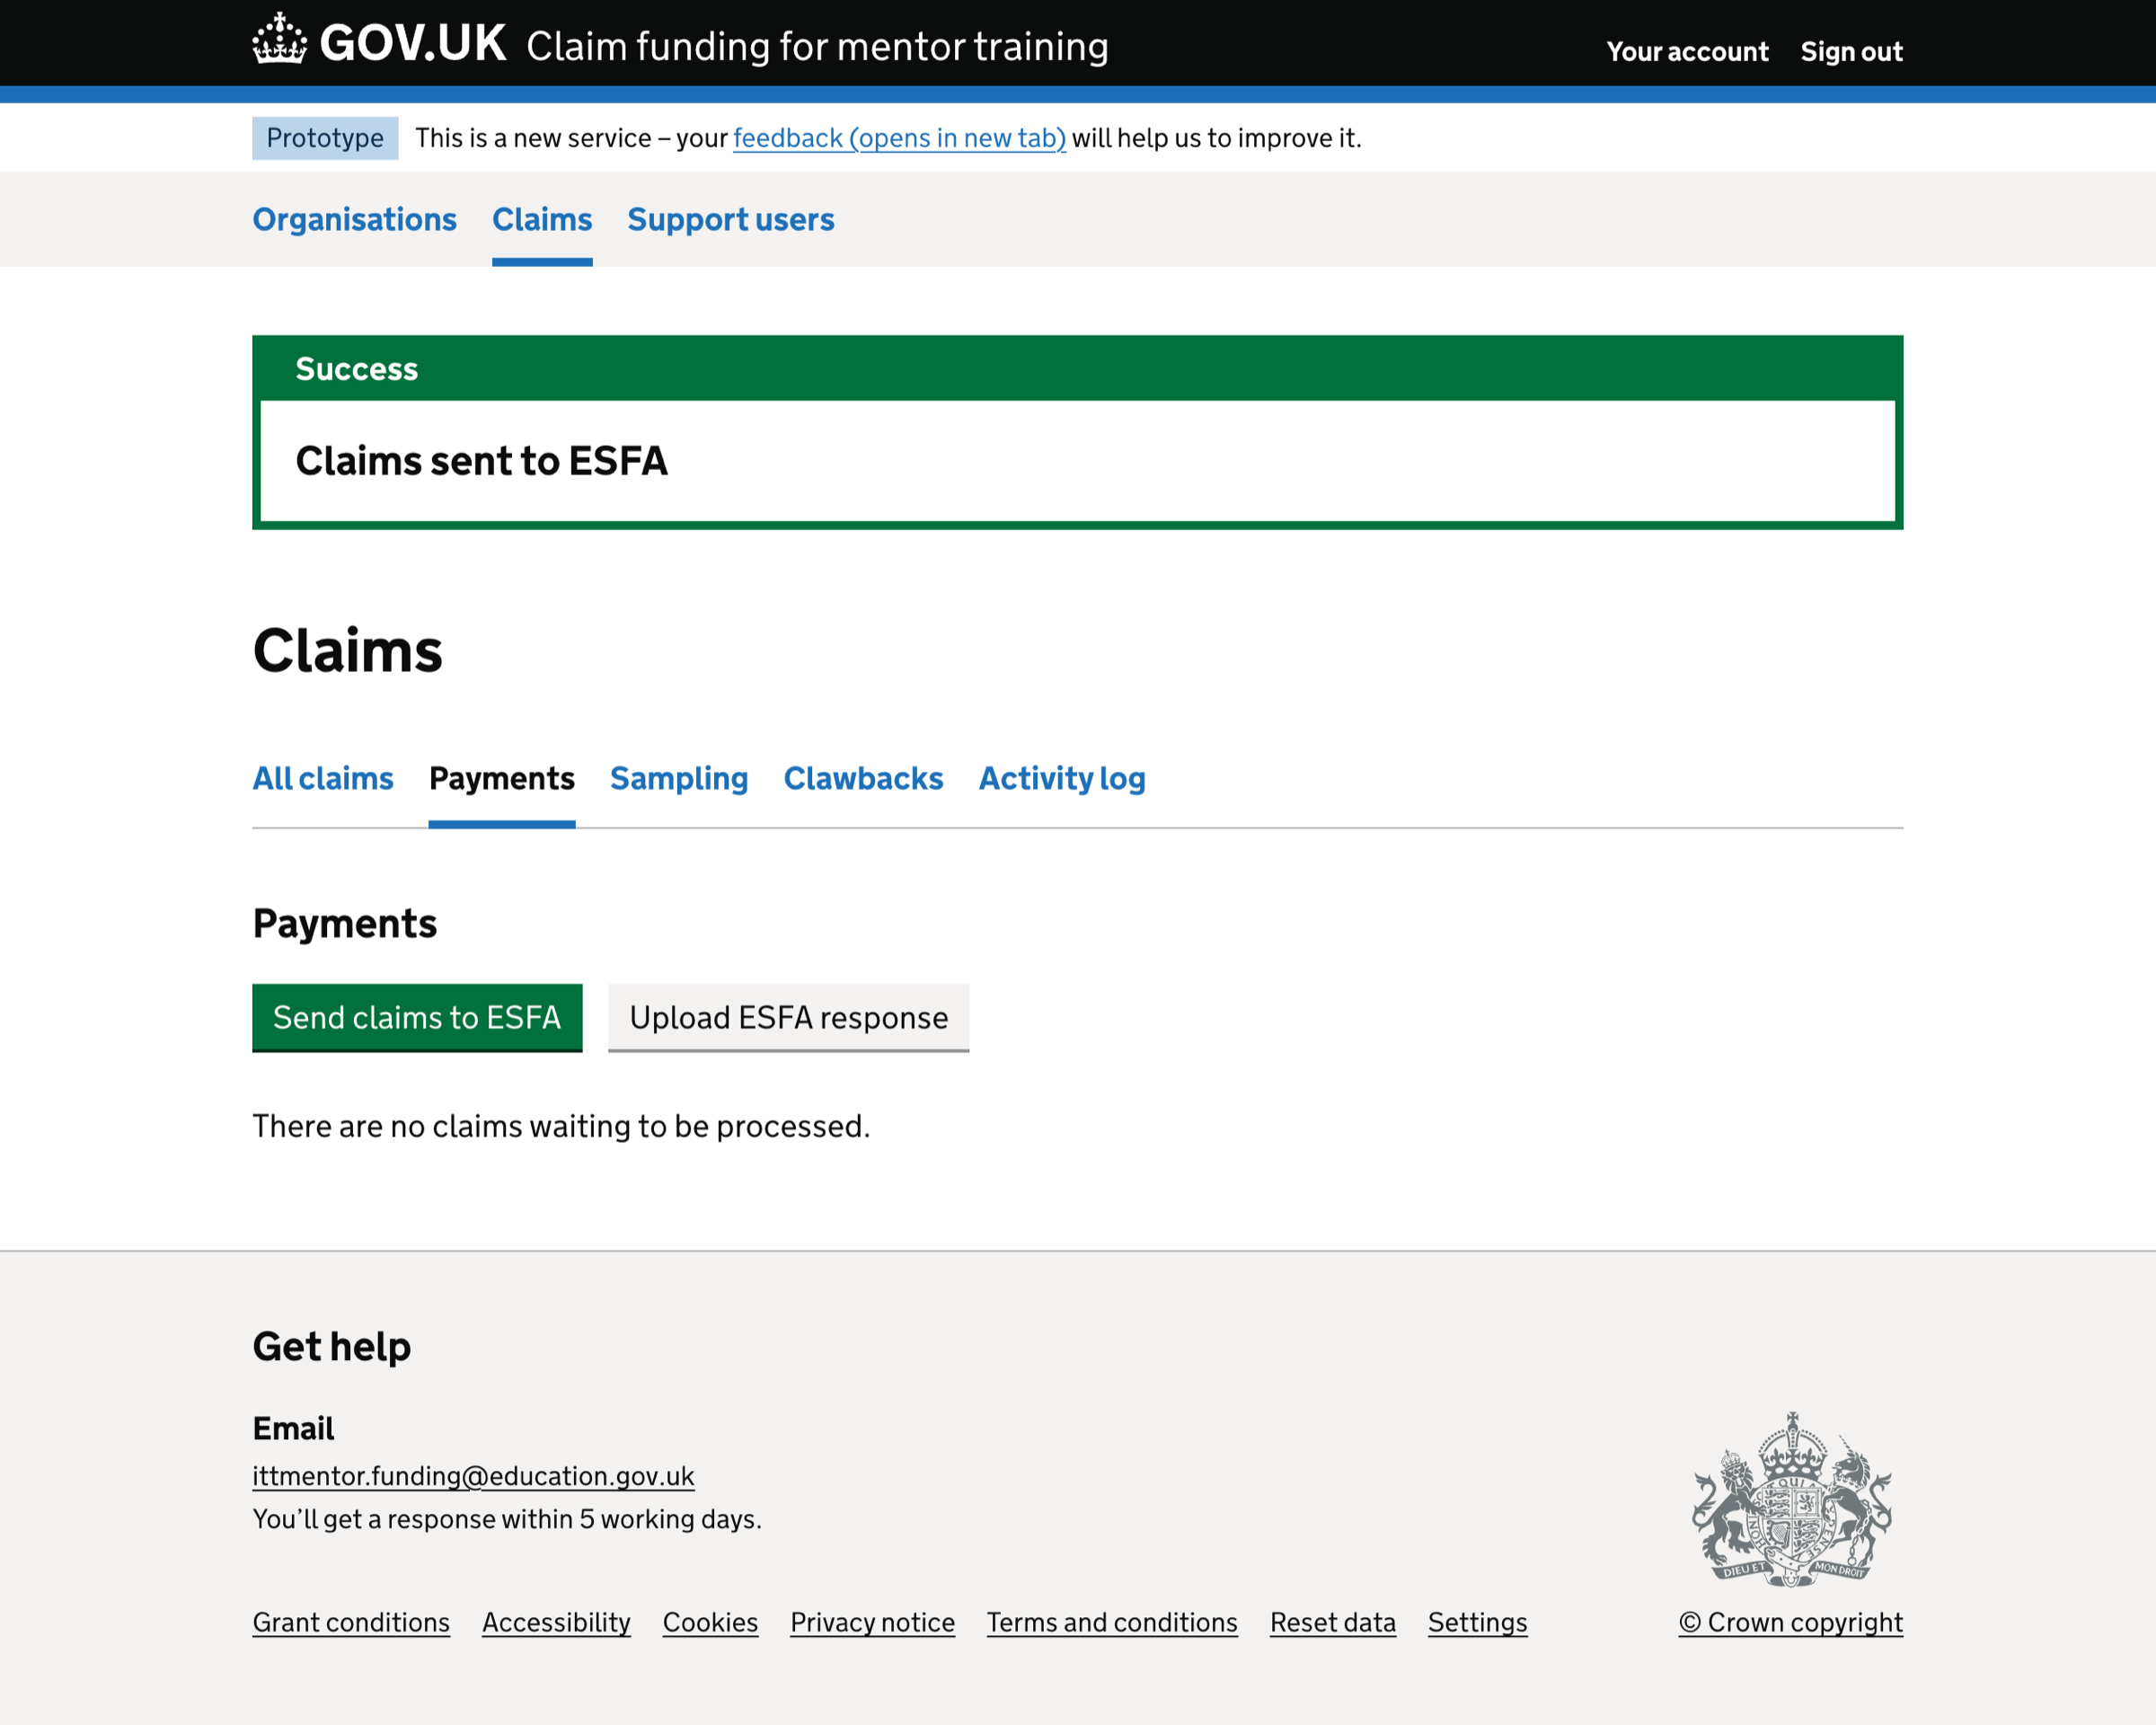 GOV.UK Claim funding for mentor training
Your account Sign out
Prototype This is a new service – your feedback (opens in new tab) will help us to improve it.
Organisations Claims Support users
Success
Claims sent to ESFA
Claims
All claims Payments Sampling Clawbacks Activity log
Payments
Send claims to ESFA Upload ESFA response
There are no claims waiting to be processed.
Get help
Email
ittmentor.funding@education.gov.uk
You’ll get a response within 5 working days.
DIEU ET MON DROIT
Grant conditions Accessibility Cookies Privacy notice Terms and conditions Reset data Settings
© Crown copyright